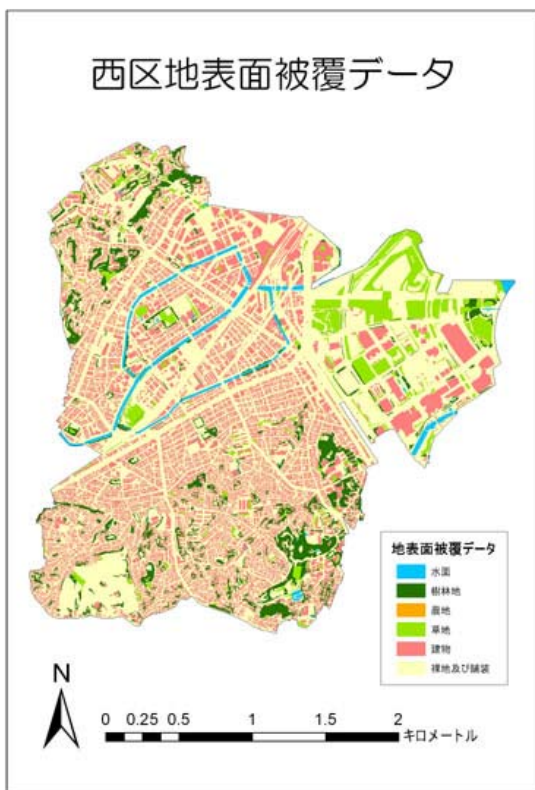 西区地表面被覆データ
地表面被覆データ
水面
樹林地
農地
草地
建物
裸地及び舗装
N
0 0.25 0.5 1 1.5 2
キロメートル